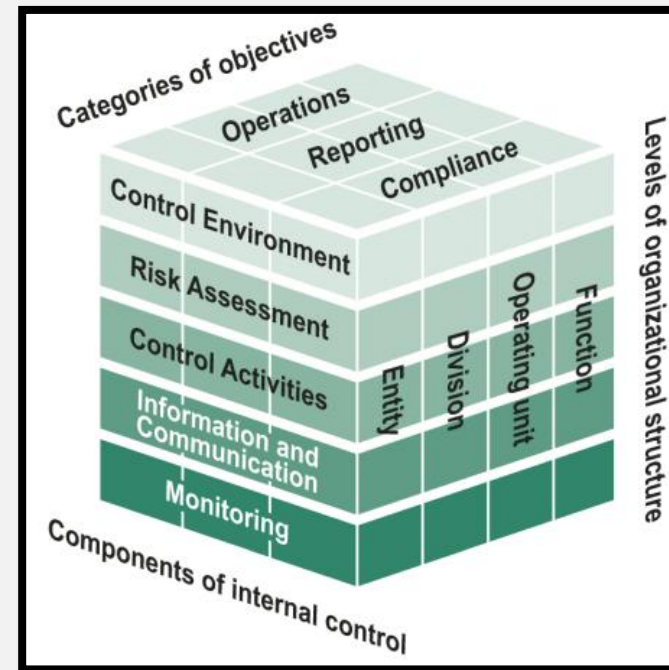 Categories of objectives
Operations
Reporting
Compliance
Control Environment
Risk Assessment
Control Activities
Information and
Communication
Monitoring
Components of internal control
Entity
Division
Operating unit
Function
Levels of organizational structure